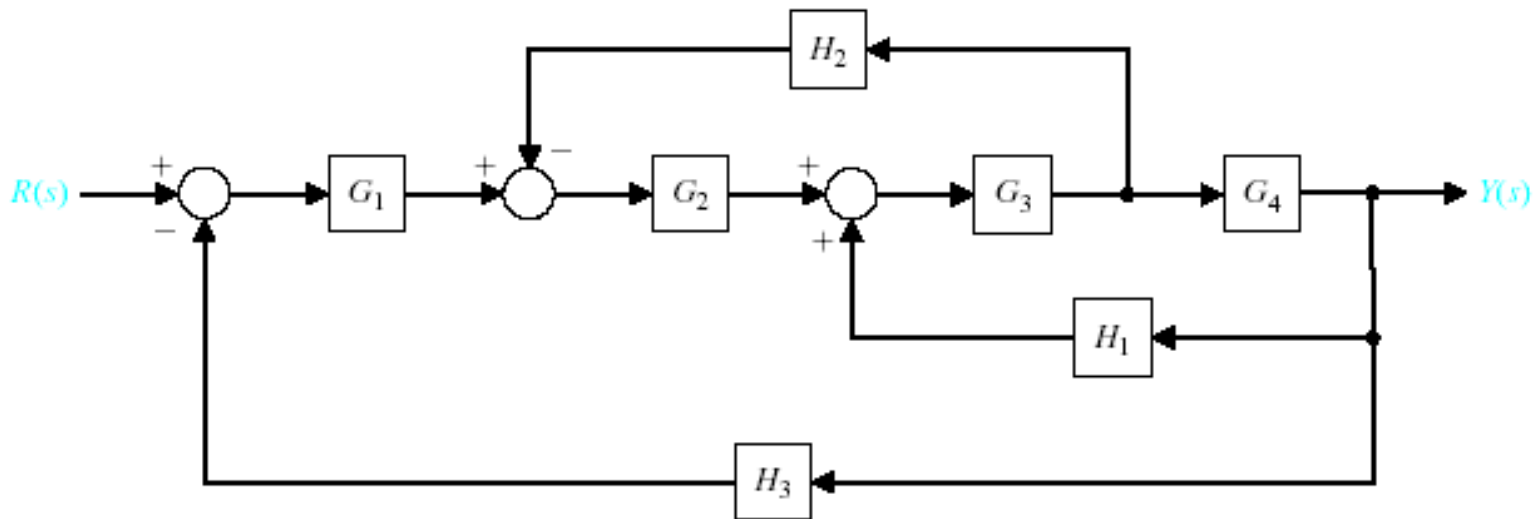 H₂
+ − + +
R(s) G₁ G₂ G₃ G₄ Y(s)
− +
H₁
H₃